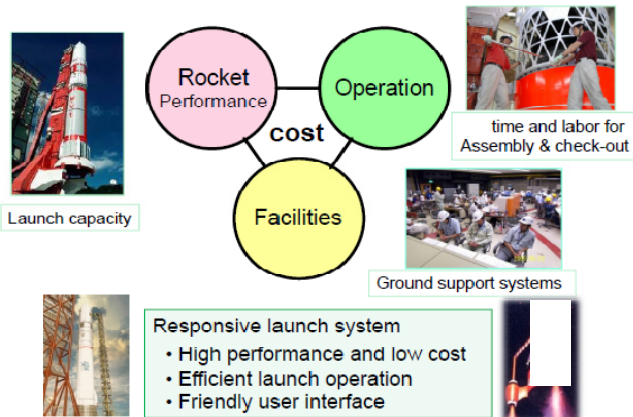 Rocket
Performance
Operation
cost
Facilities
time and labor for
Assembly & check-out
Launch capacity
Ground support systems
Responsive launch system
• High performance and low cost
• Efficient launch operation
• Friendly user interface